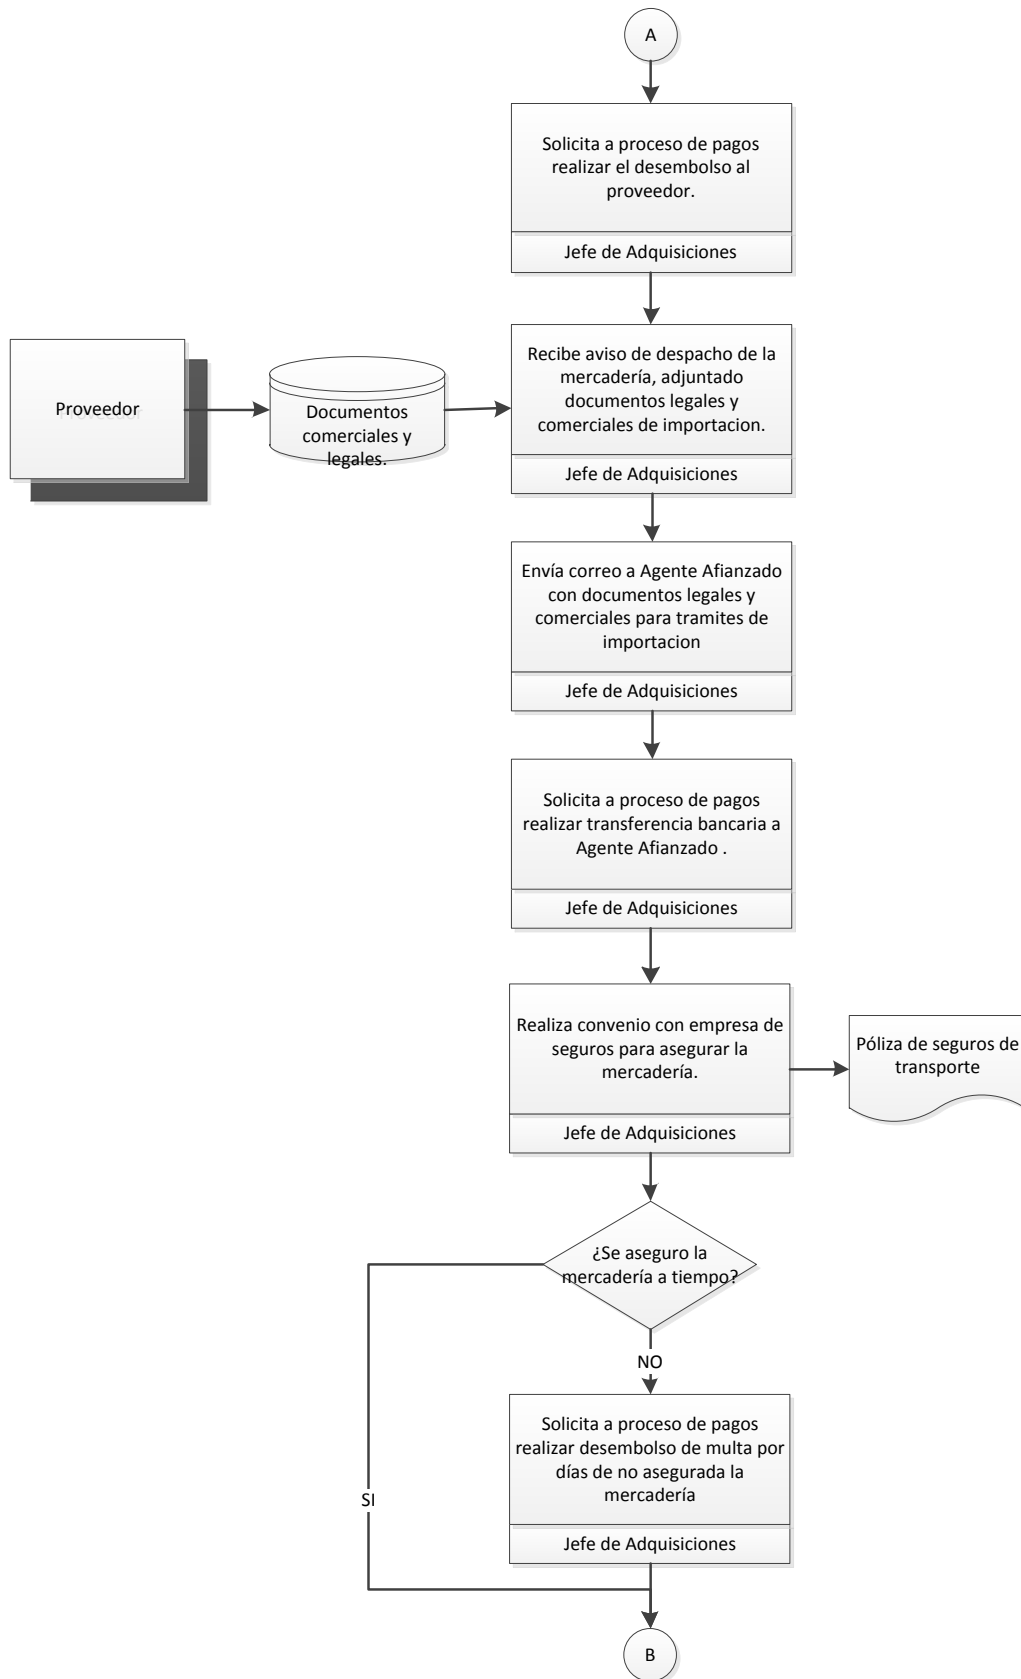 A
Solicita a proceso de pagos
realizar el desembolso al
proveedor.
Jefe de Adquisiciones
Proveedor
Documentos
comerciales y
legales.
Recibe aviso de despacho de la
mercadería, adjuntado
documentos legales y
comerciales de importacion.
Jefe de Adquisiciones
Envía correo a Agente Afianzado
con documentos legales y
comerciales para tramites de
importacion
Jefe de Adquisiciones
Solicita a proceso de pagos
realizar transferencia bancaria a
Agente Afianzado .
Jefe de Adquisiciones
Realiza convenio con empresa de
seguros para asegurar la
mercadería.
Jefe de Adquisiciones
Póliza de seguros de
transporte
¿Se aseguro la
mercadería a tiempo?
NO
Solicita a proceso de pagos
realizar desembolso de multa por
días de no asegurada la
mercadería
Jefe de Adquisiciones
SI
B